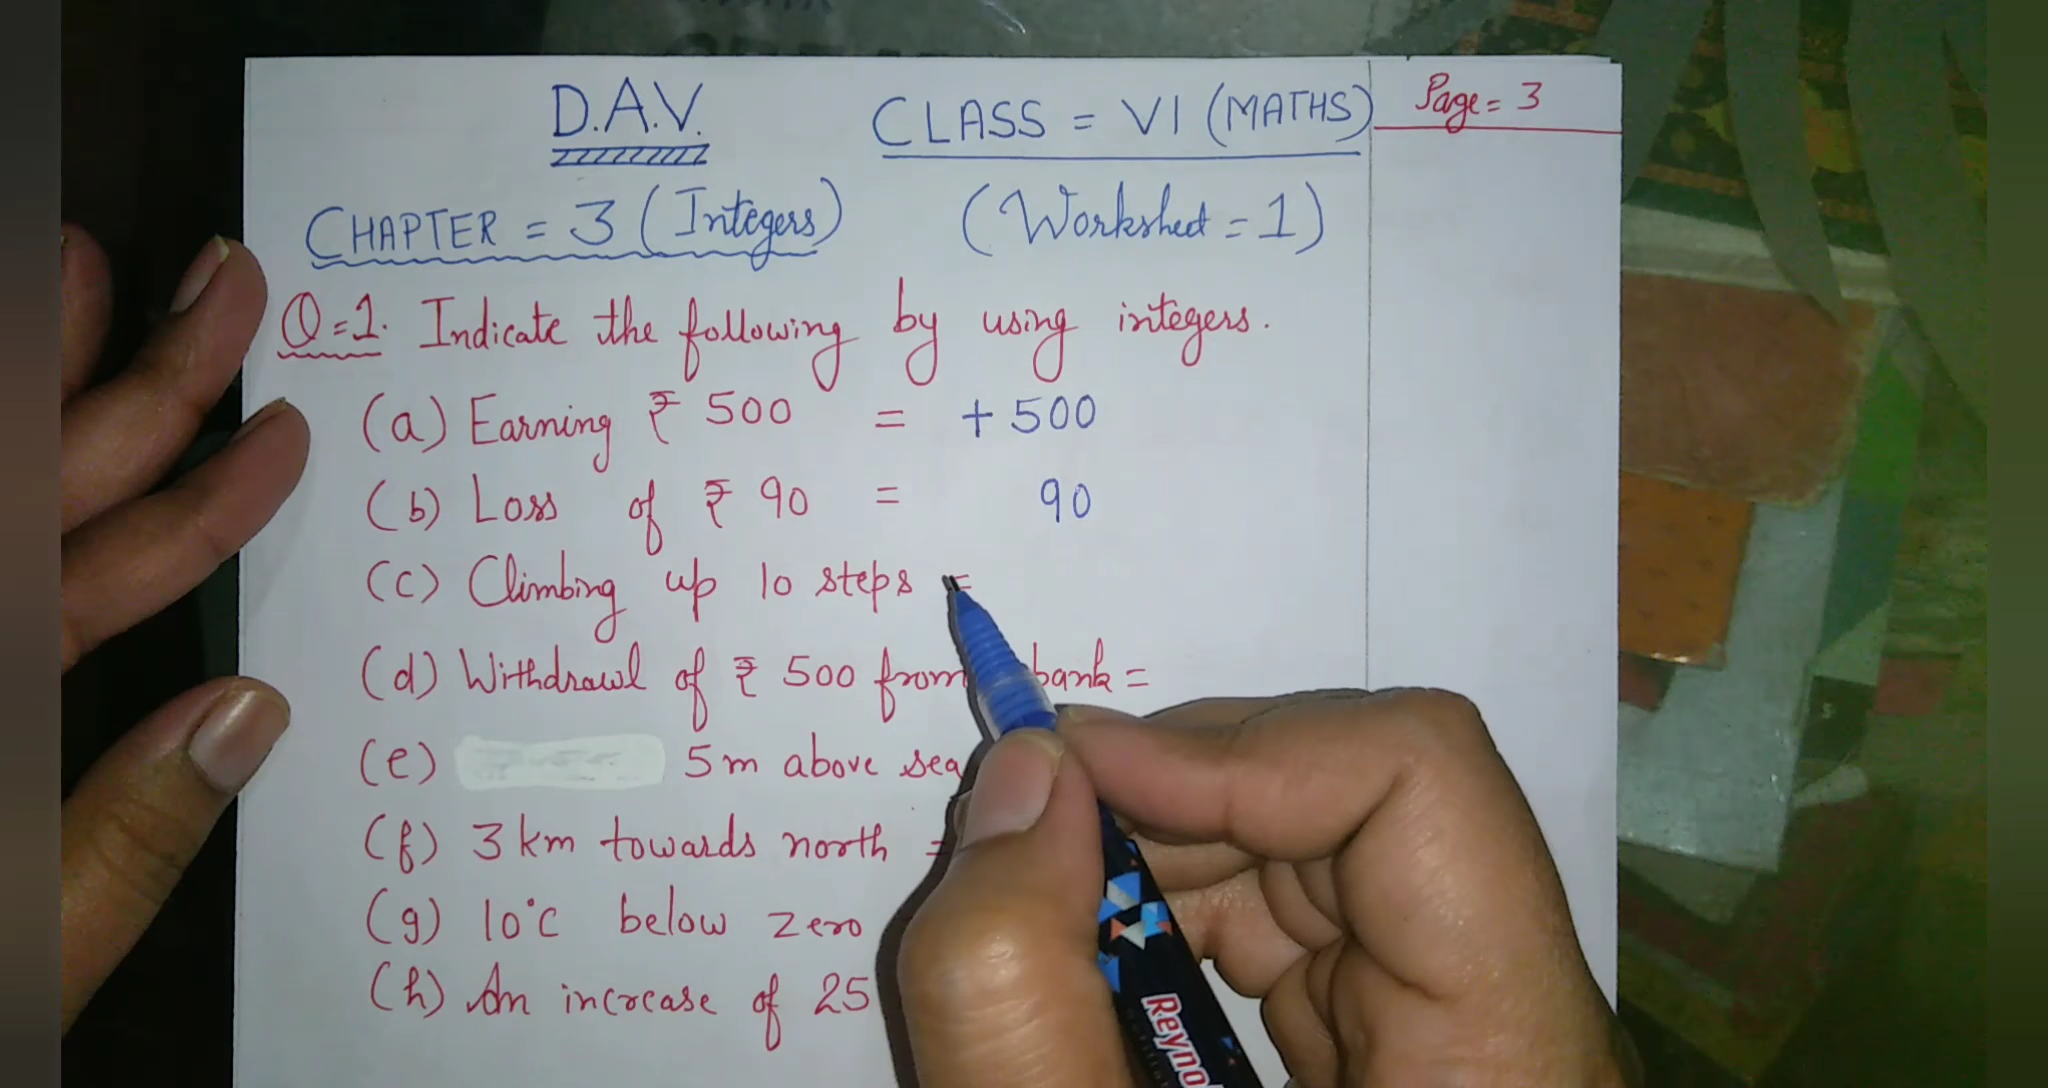 D.A.V. CLASS = VI (MATHS) Page = 3
CHAPTER = 3 (Integers) (Workshet = 1)
Q=1. Indicate the following by using integers.
(a) Earning ₹ 500 = + 500
(b) Loss of ₹ 90 = 90
(c) Climbing up 10 steps =
(d) Withdrawl of ₹ 500 from bank =
(e) 5m above sea
(f) 3 km towards north =
(g) 10°C below zero
(h) An increase of 25
Reyno